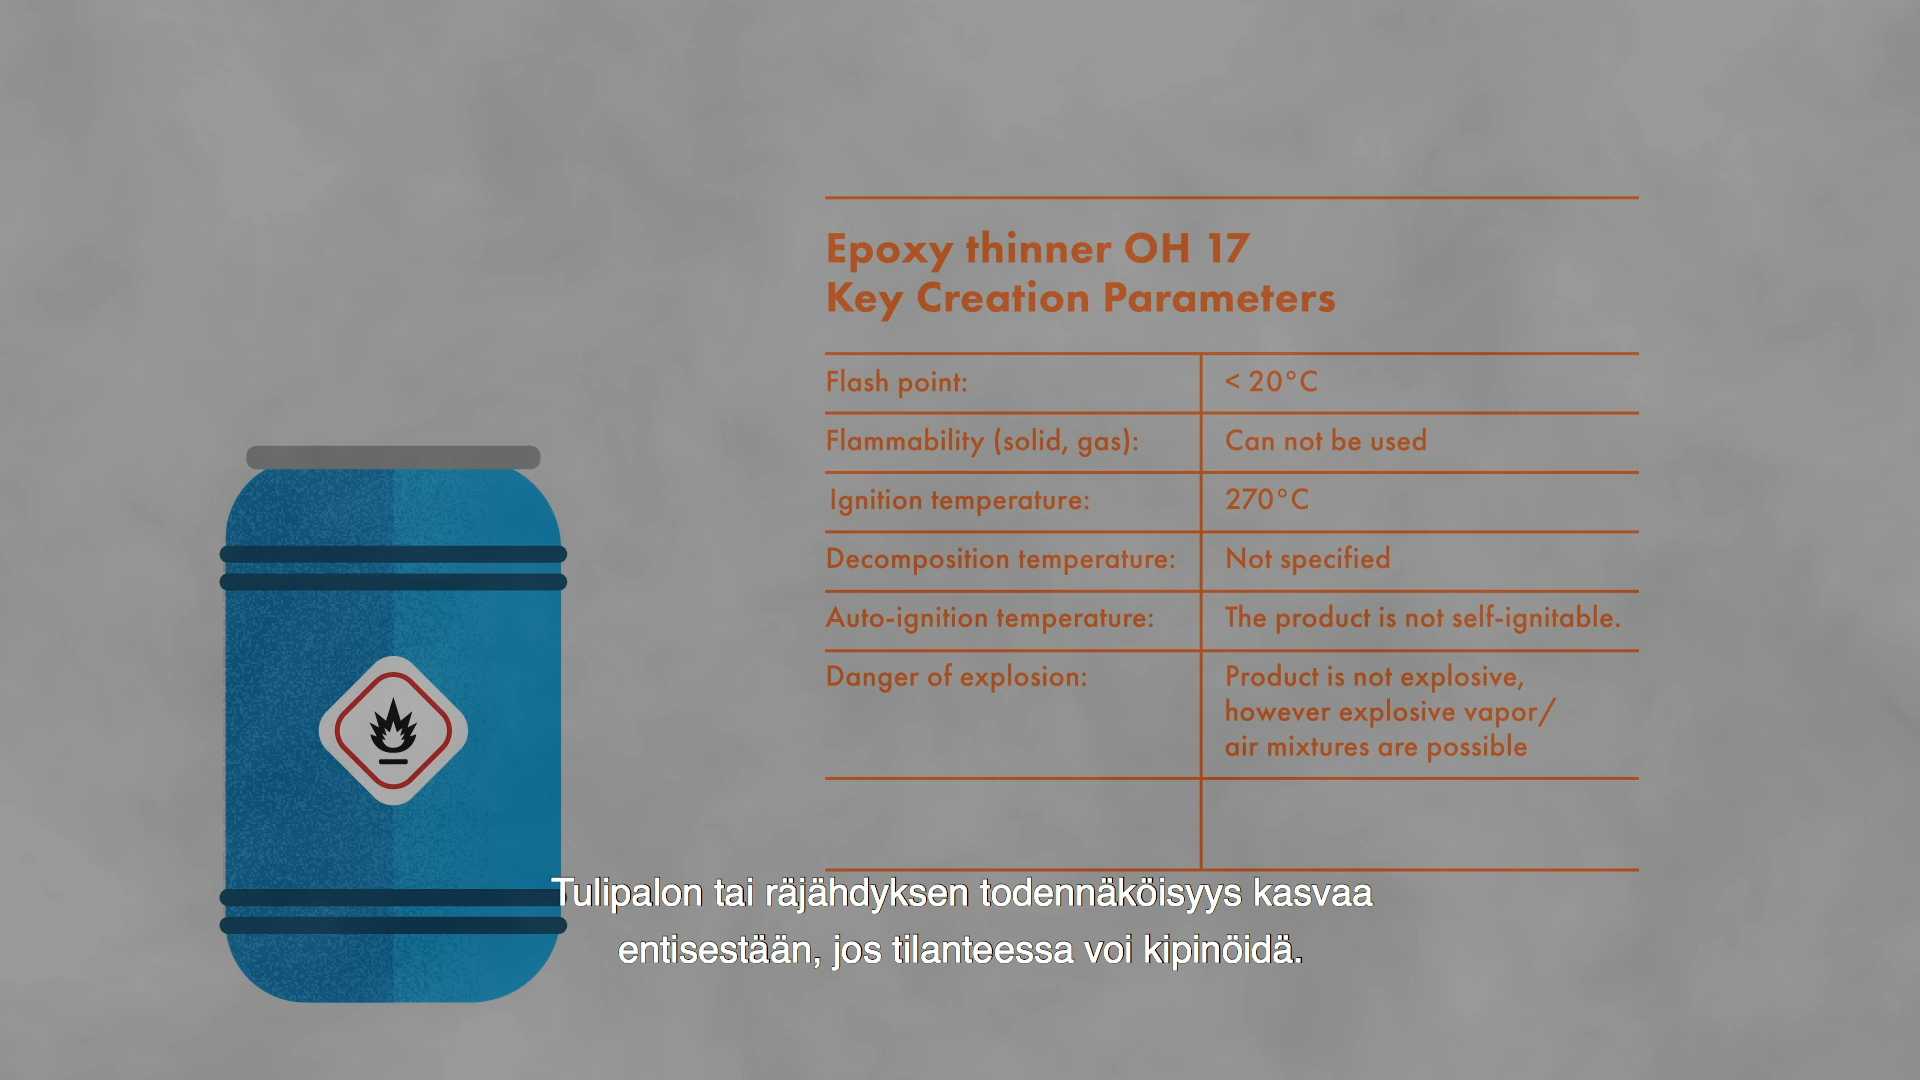 Epoxy thinner OH 17
Key Creation Parameters
Flash point: < 20°C
Flammability (solid, gas): Can not be used
Ignition temperature: 270°C
Decomposition temperature: Not specified
Auto-ignition temperature: The product is not self-ignitable.
Danger of explosion: Product is not explosive,
however explosive vapor/
air mixtures are possible
Tulipalon tai räjähdyksen todennäköisyys kasvaa
entisestään, jos tilanteessa voi kipinöidä.